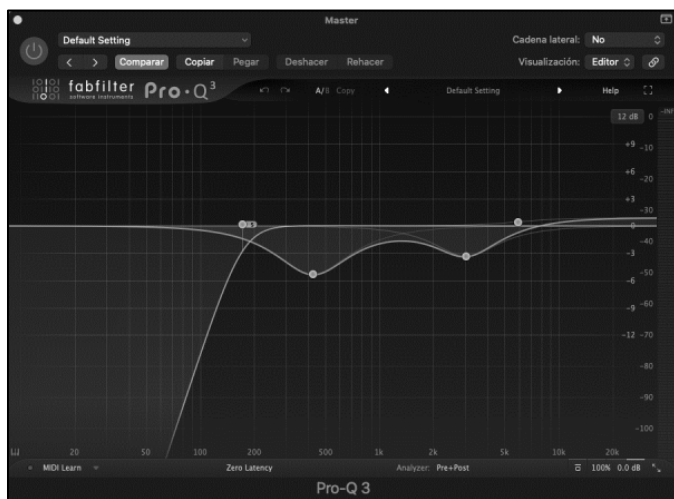 Master
Default Setting
Cadena lateral: No
< > Comparar Copiar Pegar Deshacer Rehacer
Visualización: Editor
fabfilter Pro·Q³
software instruments
A/B Copy Default Setting Help
12 dB 0
+9 -10
+6 -20
+3 -30
0 -40
-3 -50
-6 -60
-9 -70
-12
-80
-90
-100
20 50 100 200 500 1k 2k 5k 10k 20k
MIDI Learn Zero Latency Analyzer: Pre+Post 100% 0.0 dB
Pro-Q 3